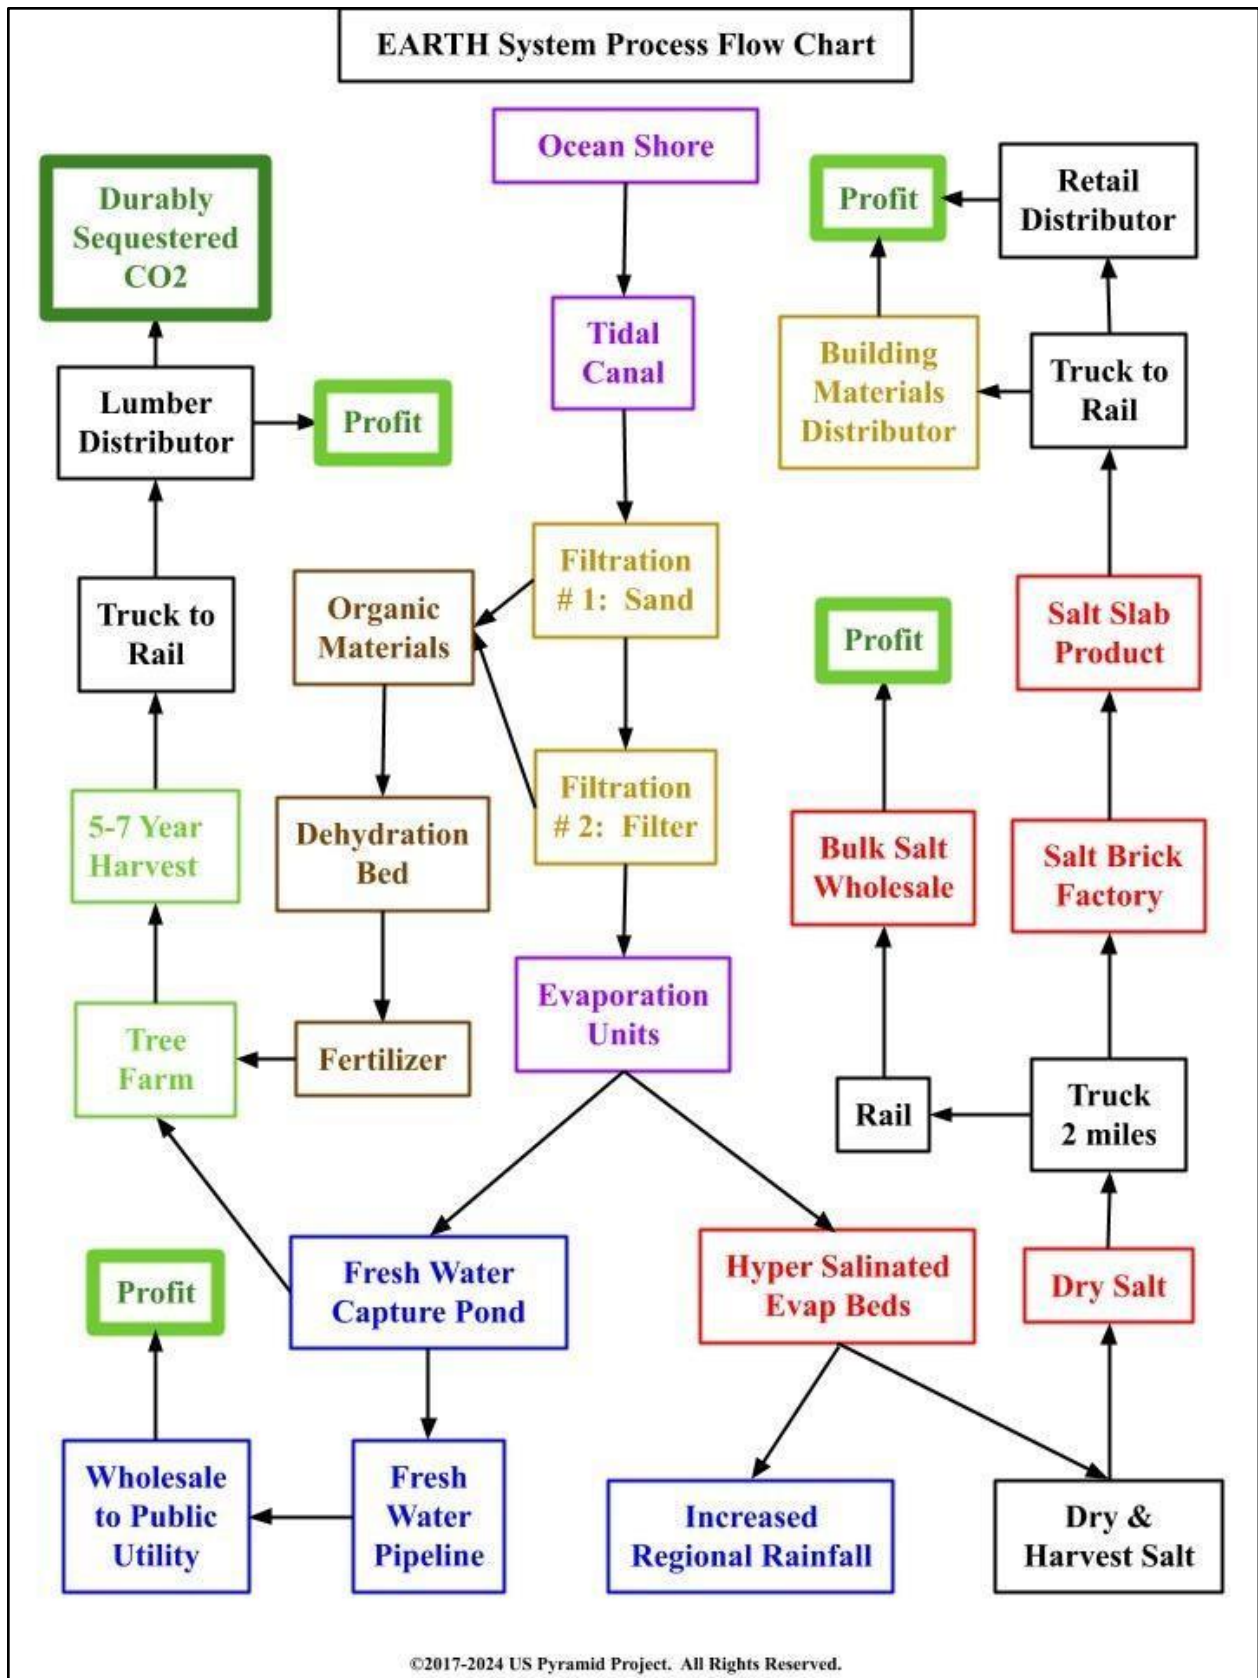 EARTH System Process Flow Chart
Ocean Shore
Durably
Sequestered
CO2
Profit
Retail
Distributor
Tidal
Canal
Building
Materials
Distributor
Truck to
Rail
Lumber
Distributor
Profit
Filtration
# 1:  Sand
Organic
Materials
Truck to
Rail
Profit
Salt Slab
Product
Filtration
# 2:  Filter
5-7 Year
Harvest
Dehydration
Bed
Bulk Salt
Wholesale
Salt Brick
Factory
Evaporation
Units
Tree
Farm
Fertilizer
Rail
Truck
2 miles
Fresh Water
Capture Pond
Hyper Salinated
Evap Beds
Dry Salt
Profit
Wholesale
to Public
Utility
Fresh
Water
Pipeline
Increased
Regional Rainfall
Dry &
Harvest Salt
©2017-2024 US Pyramid Project.  All Rights Reserved.